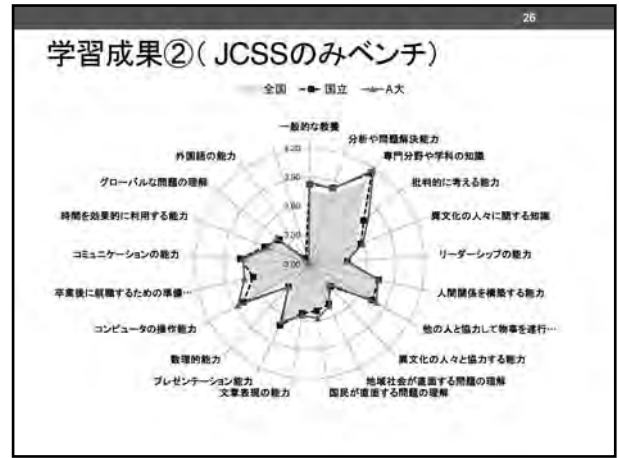 26
学習成果②( JCSSのみベンチ)
全国 国立 A大
一般的な教養
分析や問題解決能力
専門分野や学科の知識
批判的に考える能力
異文化の人々に関する知識
リーダーシップの能力
人間関係を構築する能力
他の人と協力して物事を遂行…
異文化の人々と協力する能力
地域社会が直面する問題の理解
国民が直面する問題の理解
文章表現の能力
プレゼンテーション能力
数理的能力
コンピュータの操作能力
卒業後に就職するための準備…
コミュニケーションの能力
時間を効果的に利用する能力
グローバルな問題の理解
外国語の能力